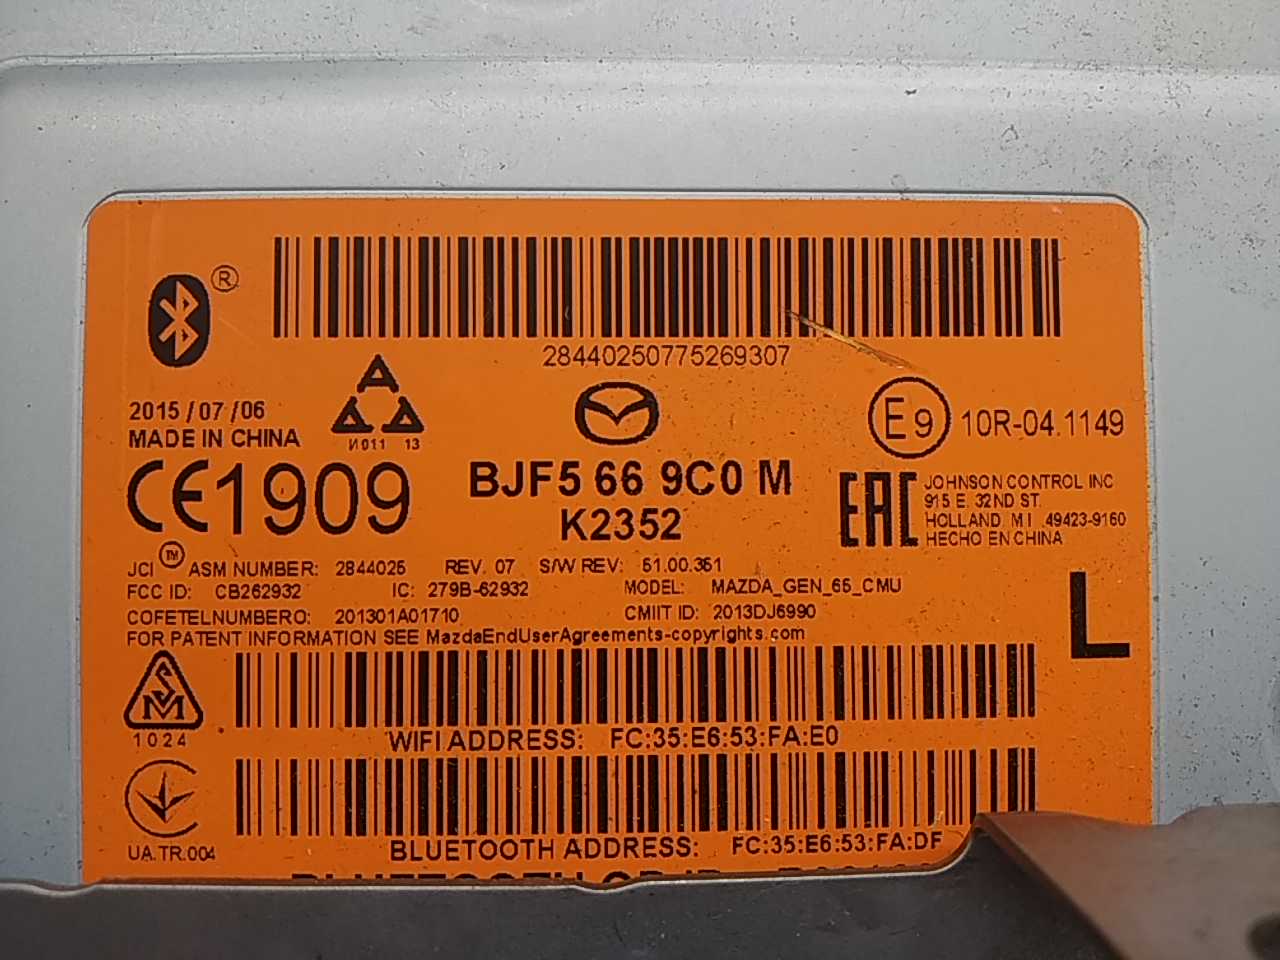 ®
28440250775269307
2015/07/06
MADE IN CHINA
И011 13
E9 10R-04.1149
CE1909
BJF5 66 9C0 M
K2352
EAC
JOHNSON CONTROL INC
915 E. 32ND ST.
HOLLAND, M I .49423-9160
HECHO EN CHINA
JCI™ ASM NUMBER: 2844025 REV. 07 S/W REV: 51.00.351
FCC ID: CB262932 IC: 279B-62932 MODEL: MAZDA_GEN_65_CMU
COFETELNUMBERO: 201301A01710 CMIIT ID: 2013DJ6990
FOR PATENT INFORMATION SEE MazdaEndUserAgreements-copyrights.com
L
1024
WIFI ADDRESS: FC:35:E6:53:FA:E0
UA.TR.004
BLUETOOTH ADDRESS: FC:35:E6:53:FA:DF
BLUETOOTH